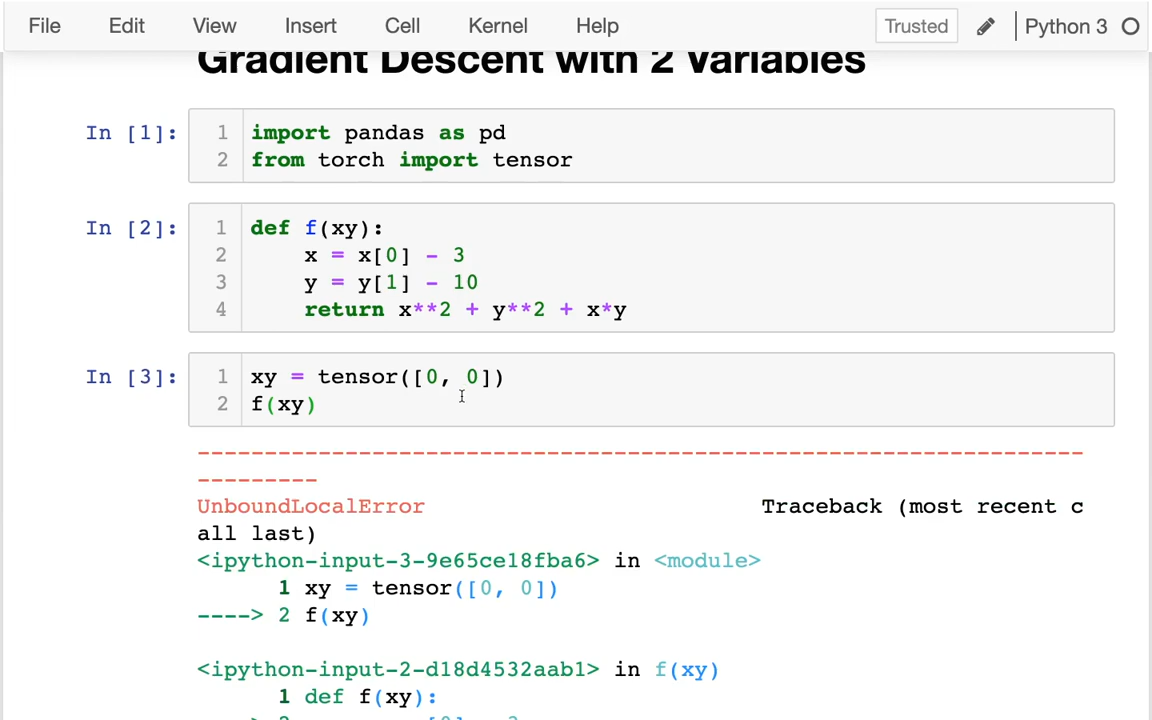 File Edit View Insert Cell Kernel Help Trusted Python 3
Gradient Descent with 2 Variables
In [1]: 1 import pandas as pd
2 from torch import tensor
In [2]: 1 def f(xy):
2 x = x[0] - 3
3 y = y[1] - 10
4 return x**2 + y**2 + x*y
In [3]: 1 xy = tensor([0, 0])
2 f(xy)
------------------------------------------------------------------
---------
UnboundLocalError Traceback (most recent c
all last)
<ipython-input-3-9e65ce18fba6> in <module>
1 xy = tensor([0, 0])
----> 2 f(xy)
<ipython-input-2-d18d4532aab1> in f(xy)
1 def f(xy):